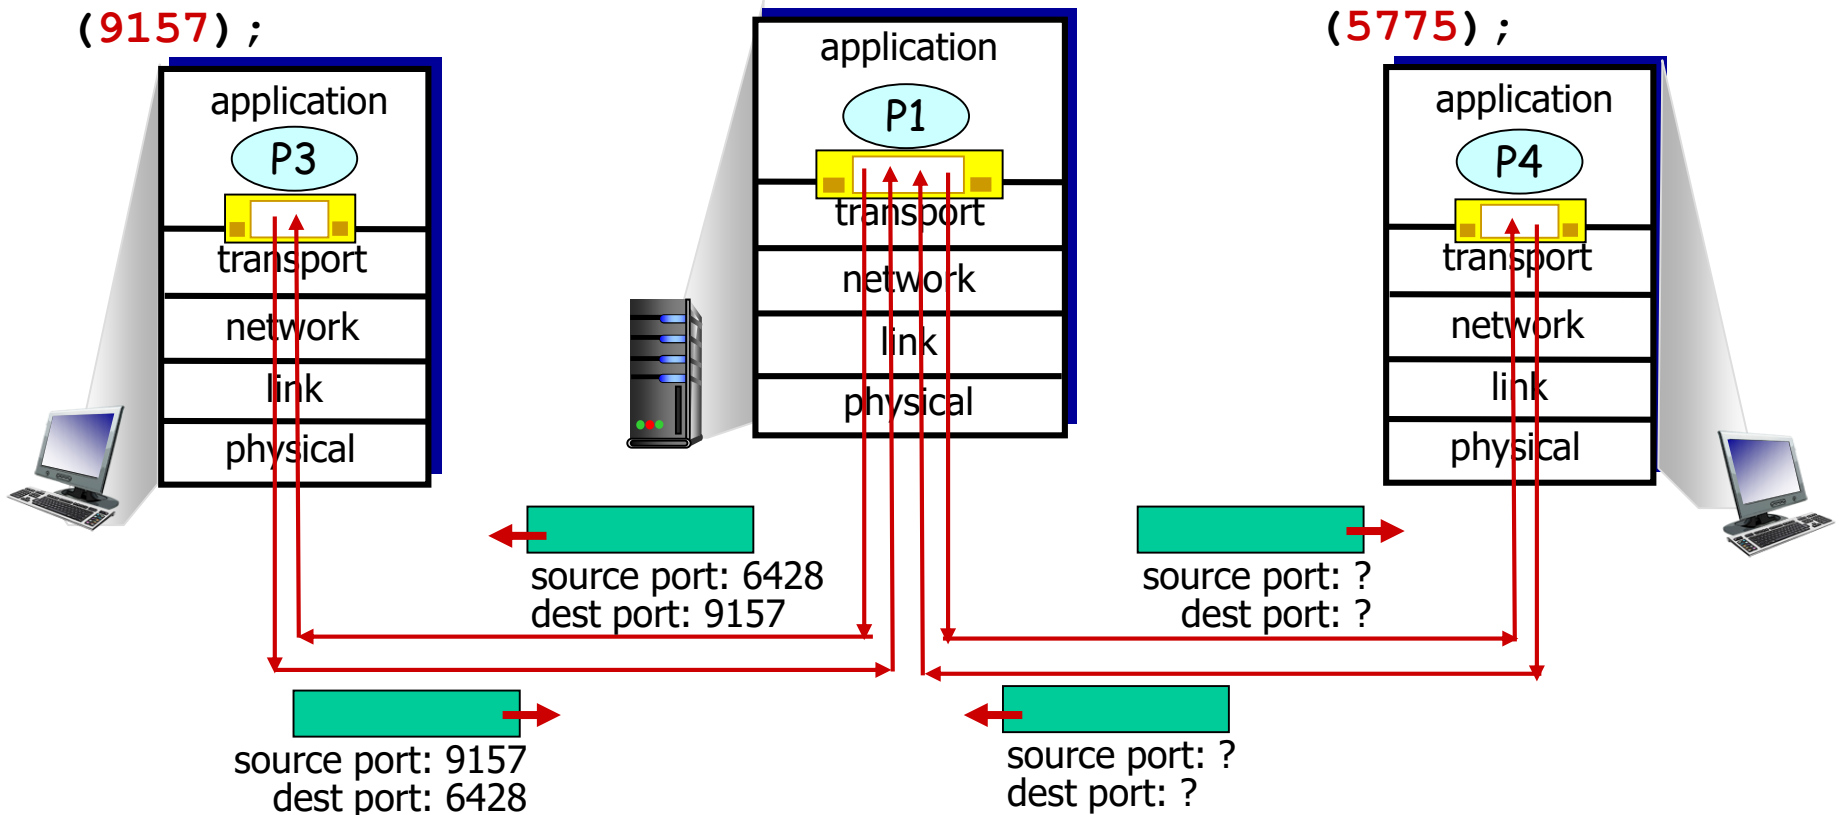 (9157);
application
P3
transport
network
link
physical
application
P1
transport
network
link
physical
(5775);
application
P4
transport
network
link
physical
source port: 6428
dest port: 9157
source port: ?
dest port: ?
source port: 9157
dest port: 6428
source port: ?
dest port: ?